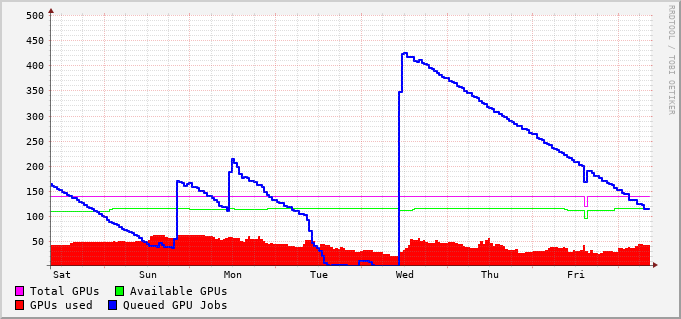 500
450
400
350
300
250
200
150
100
50
Sat Sun Mon Tue Wed Thu Fri
Total GPUs Available GPUs
GPUs used Queued GPU Jobs
RRDTOOL / TOBI OETIKER